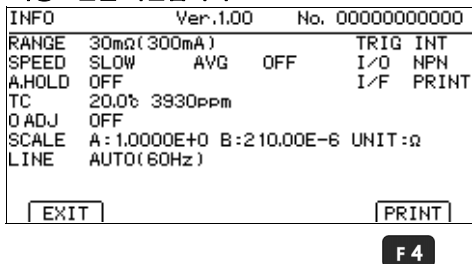 INFO Ver.1.00 No. 00000000000
RANGE 30mΩ(300mA) TRIG INT
SPEED SLOW AVG OFF I/O NPN
A.HOLD OFF I/F PRINT
TC 20.0℃ 3930ppm
0 ADJ OFF
SCALE A:1.0000E+0 B:210.00E-6 UNIT:Ω
LINE AUTO(60Hz)
EXIT PRINT
F4